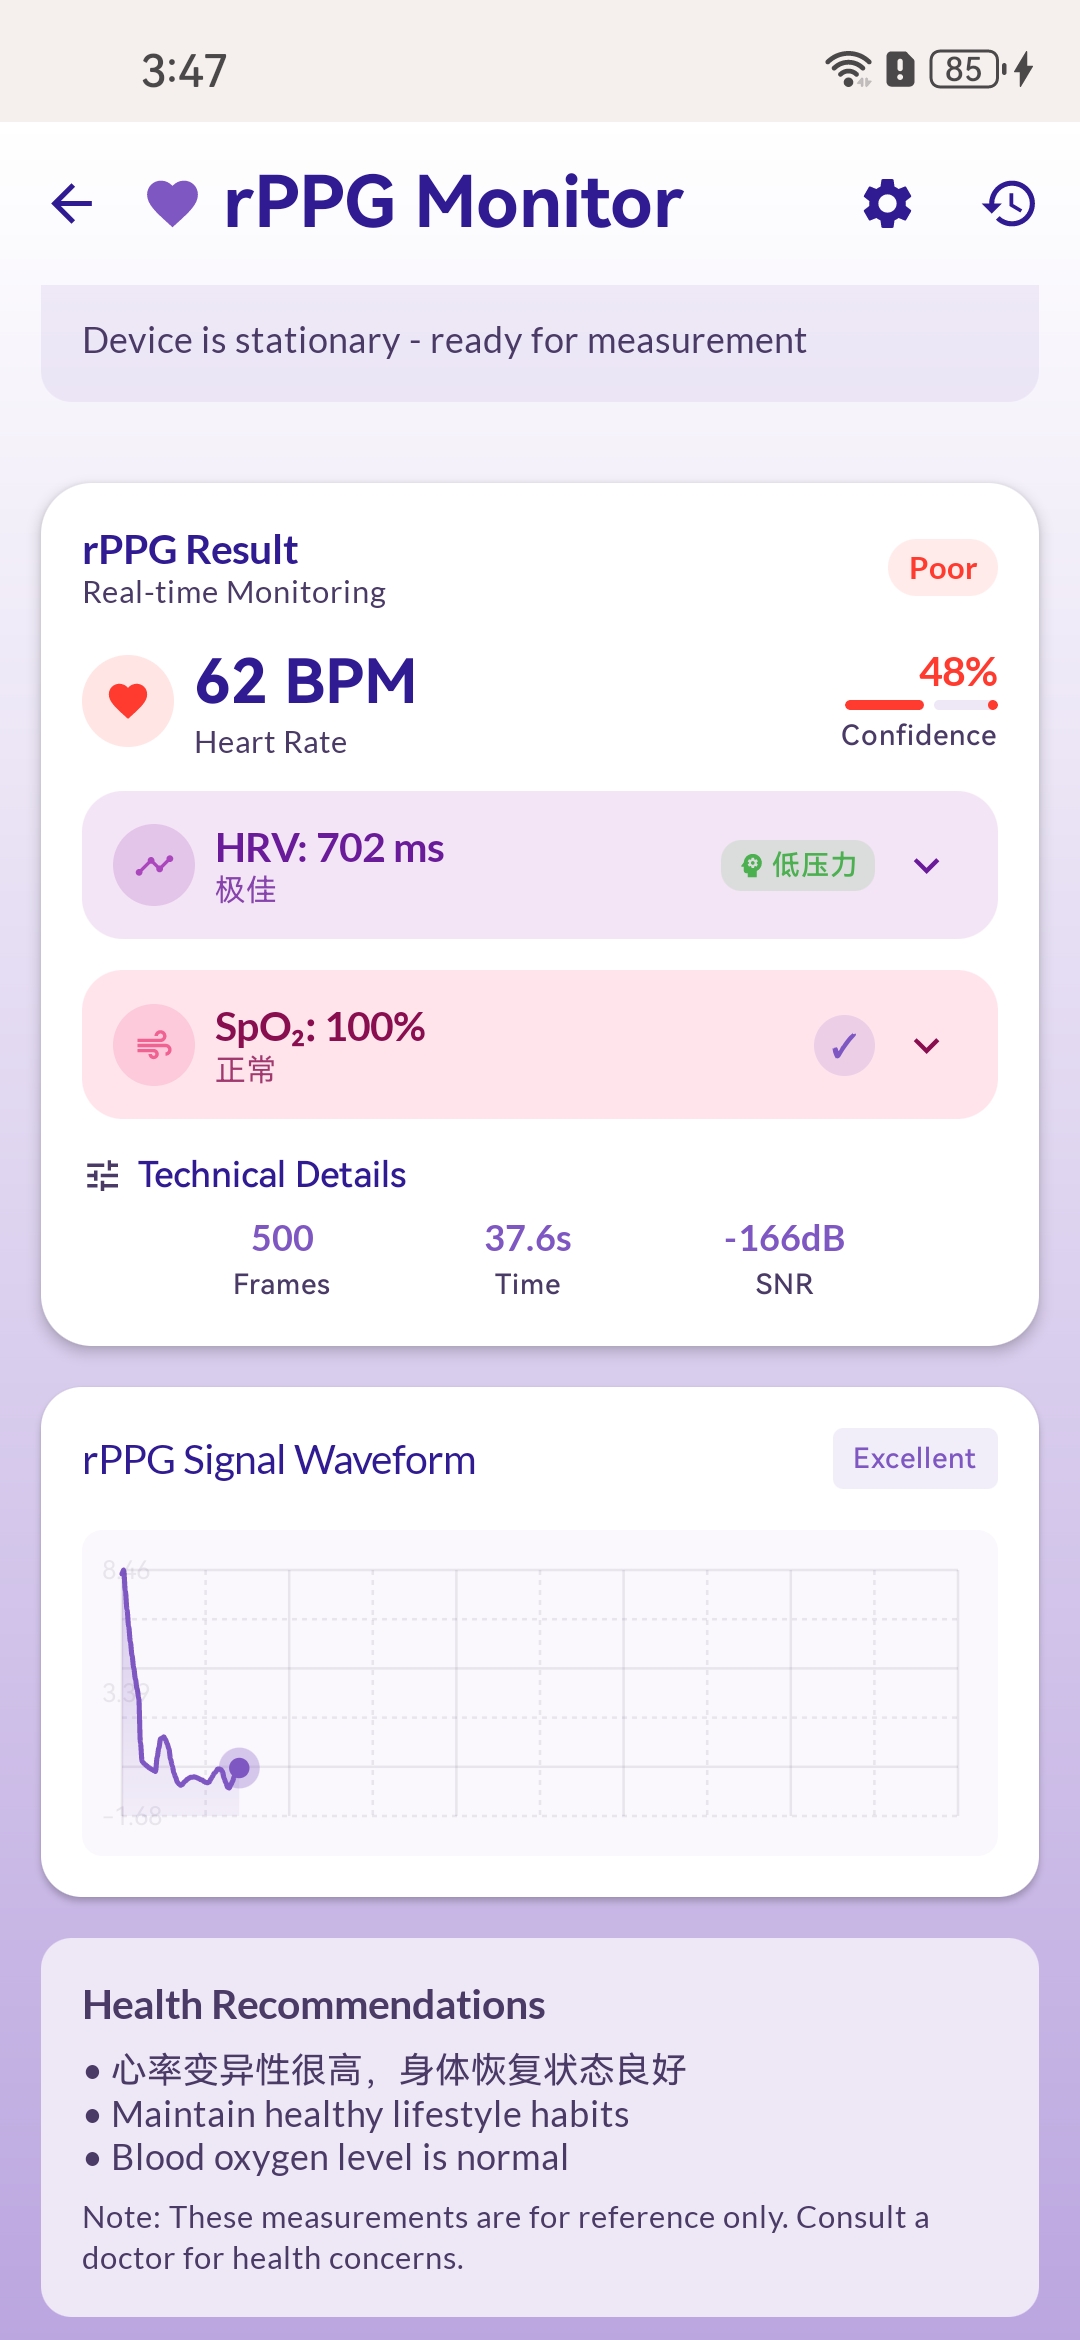 3:47
85
rPPG Monitor
Device is stationary - ready for measurement
rPPG Result
Poor
Real-time Monitoring
62 BPM
48%
Heart Rate
Confidence
HRV: 702 ms
极佳
低压力
SpO₂: 100%
正常
✓
Technical Details
500
37.6s
-166dB
Frames
Time
SNR
rPPG Signal Waveform
Excellent
8.46
3.39
-1.68
Health Recommendations
• 心率变异性很高，身体恢复状态良好
• Maintain healthy lifestyle habits
• Blood oxygen level is normal
Note: These measurements are for reference only. Consult a
doctor for health concerns.